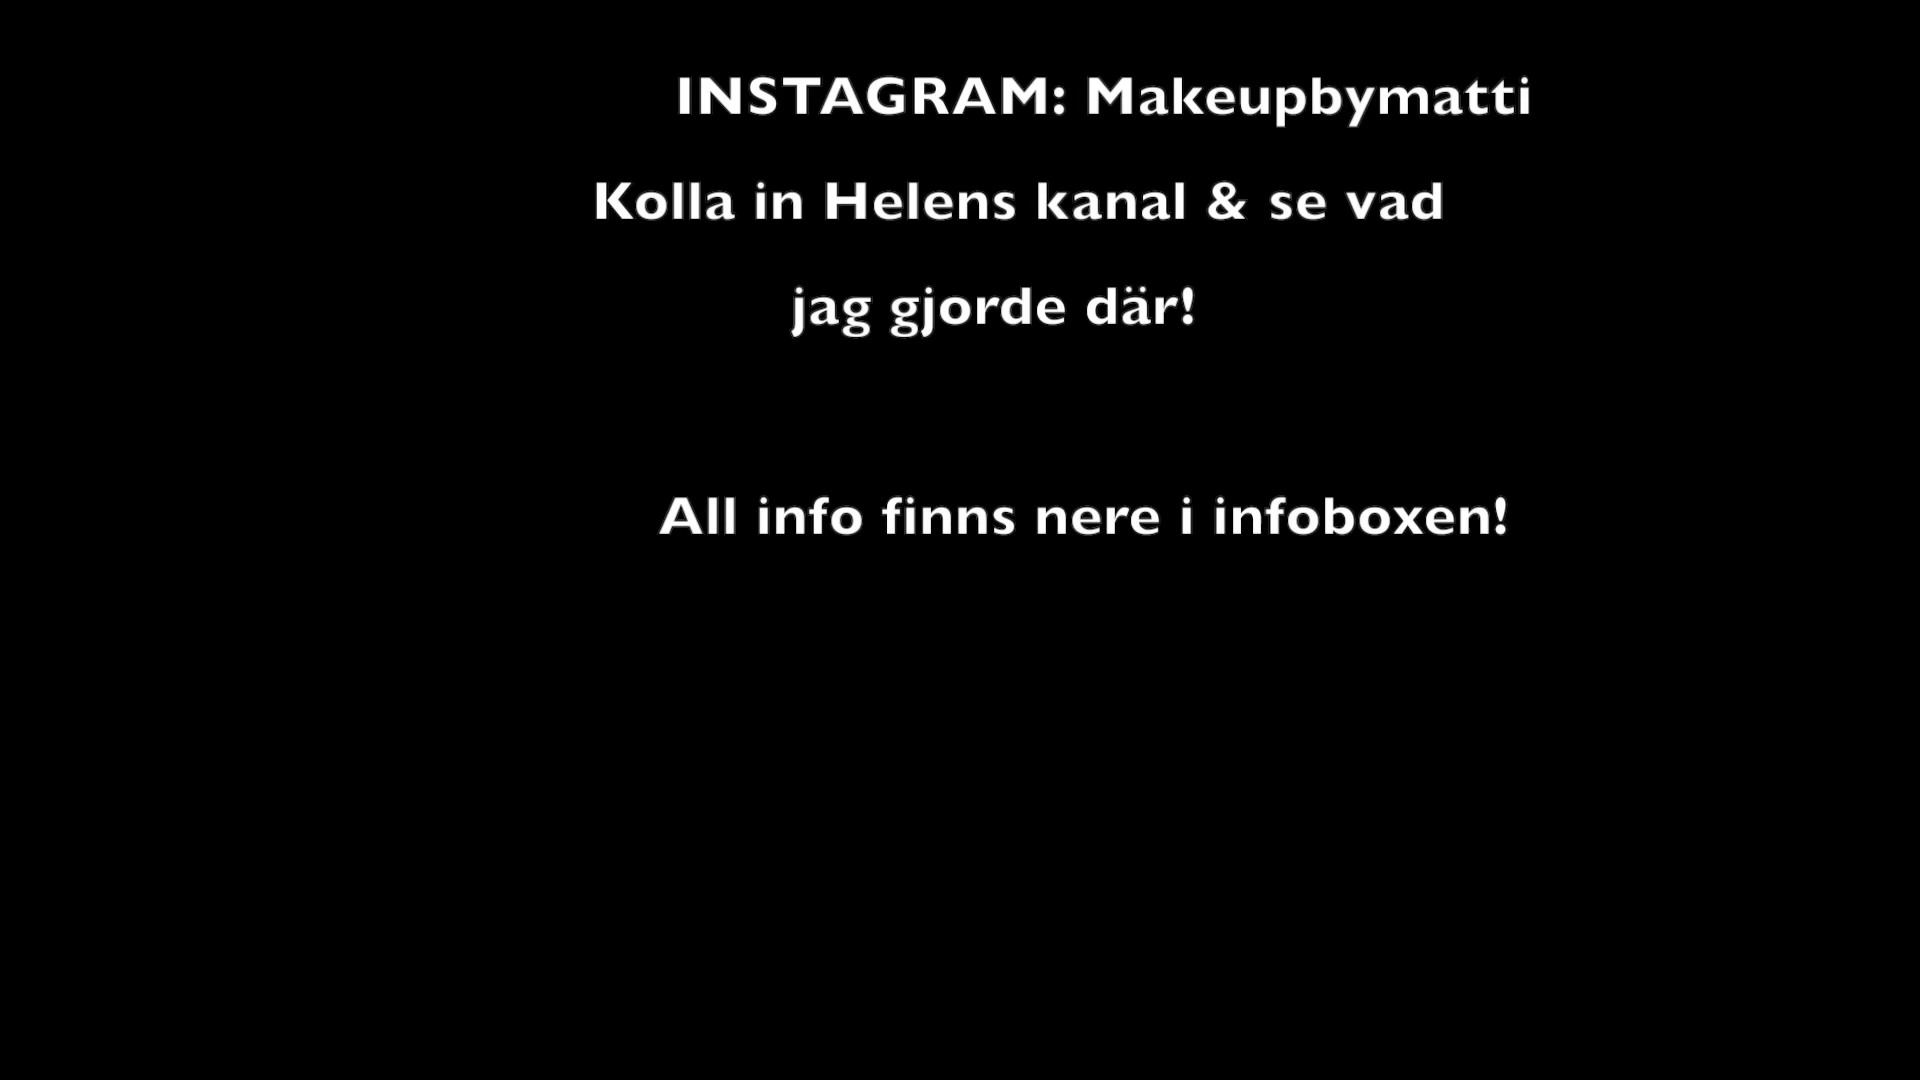 INSTAGRAM: Makeupbymatti
Kolla in Helens kanal & se vad
jag gjorde där!
All info finns nere i infoboxen!